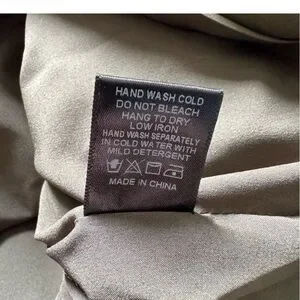 HAND WASH COLD
DO NOT BLEACH
HANG TO DRY
LOW IRON
HAND WASH SEPARATELY
IN COLD WATER WITH
MILD DETERGENT
MADE IN CHINA